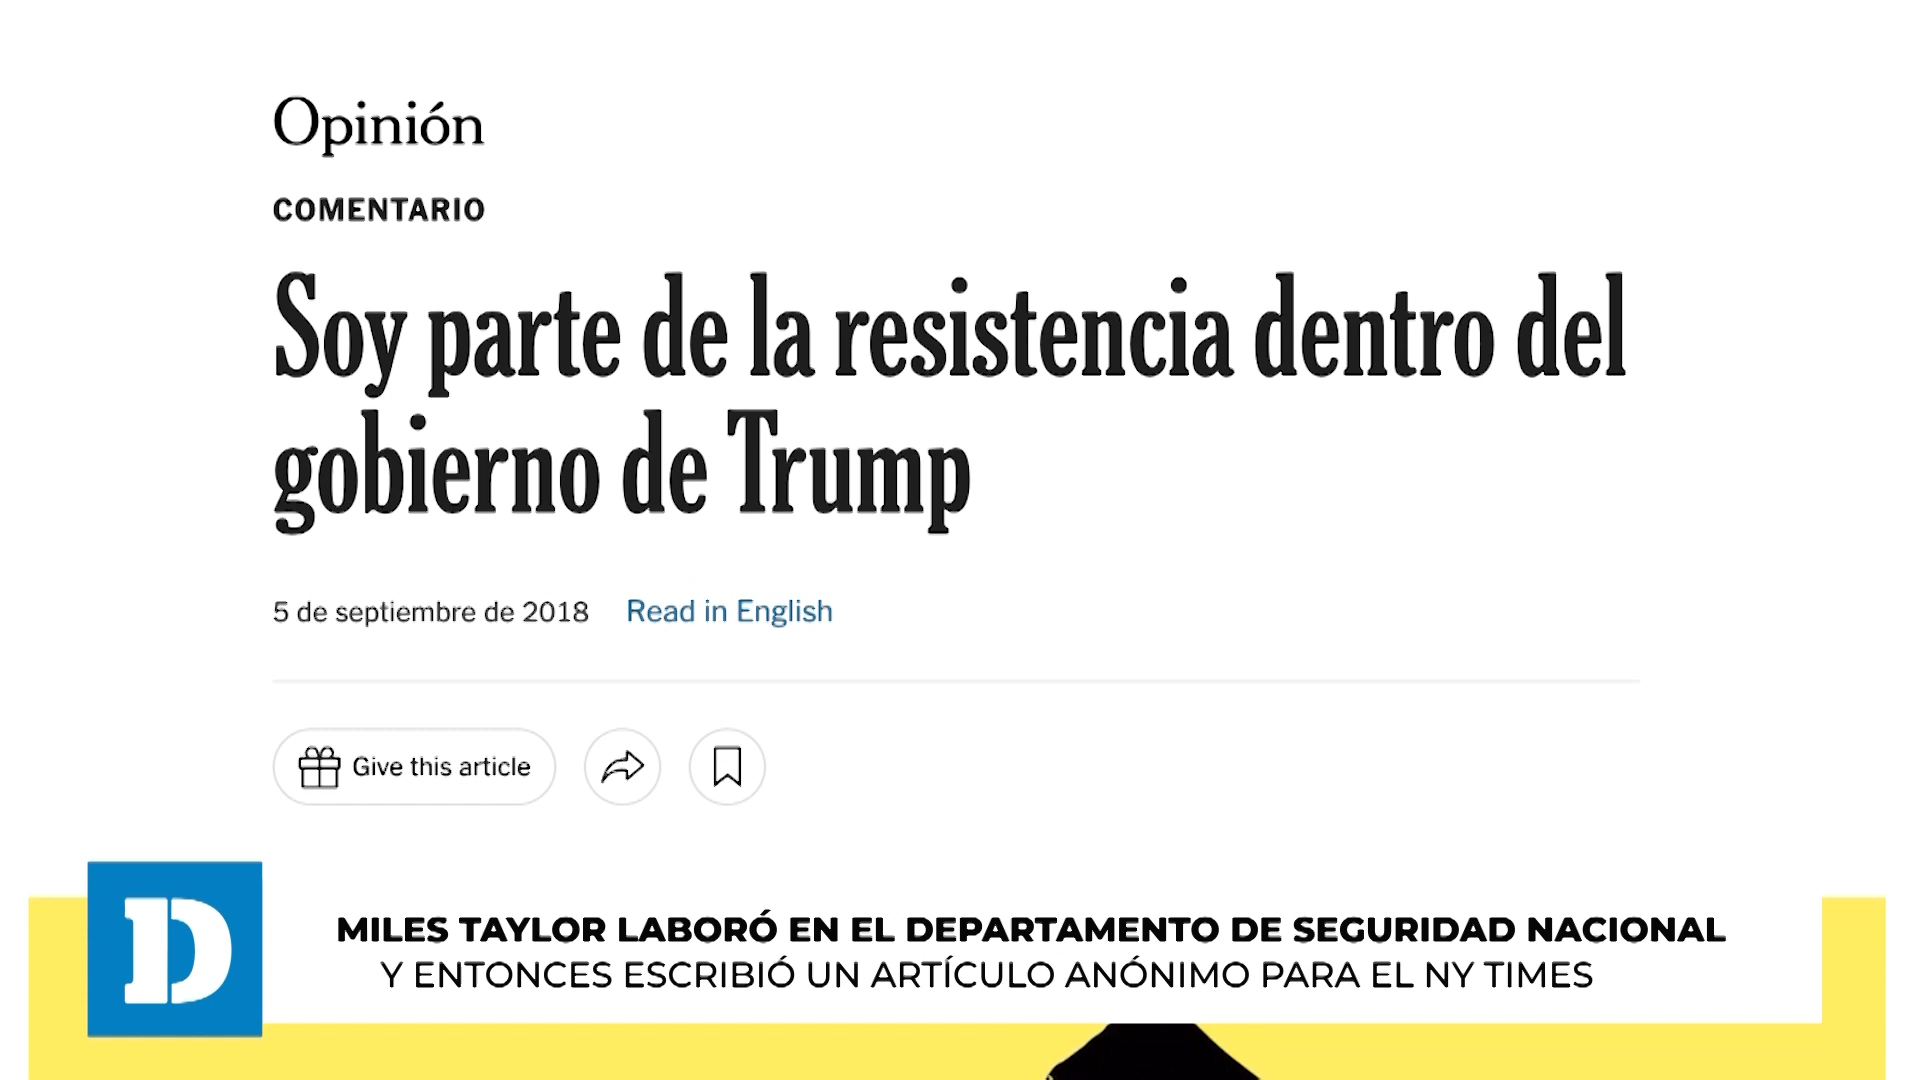 Opinión
COMENTARIO
Soy parte de la resistencia dentro del
gobierno de Trump
5 de septiembre de 2018 Read in English
Give this article
D
MILES TAYLOR LABORÓ EN EL DEPARTAMENTO DE SEGURIDAD NACIONAL
Y ENTONCES ESCRIBIÓ UN ARTÍCULO ANÓNIMO PARA EL NY TIMES